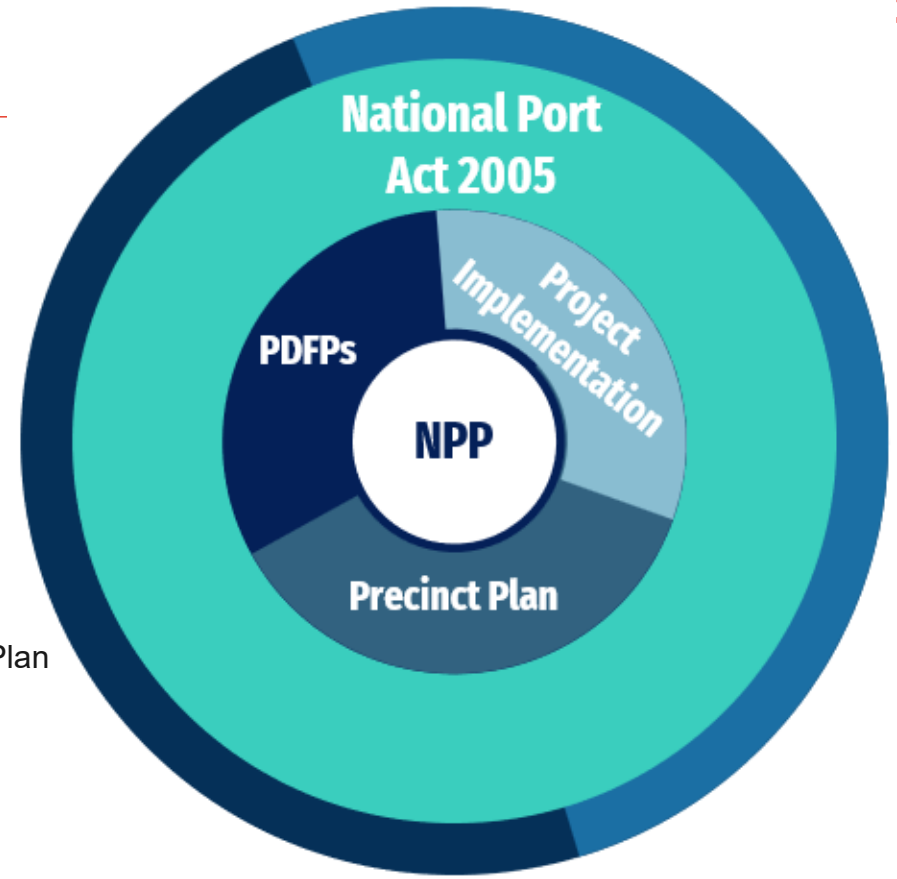 National Port
Act 2005
Project
Implementation
PDFPs
NPP
Precinct Plan
Plan